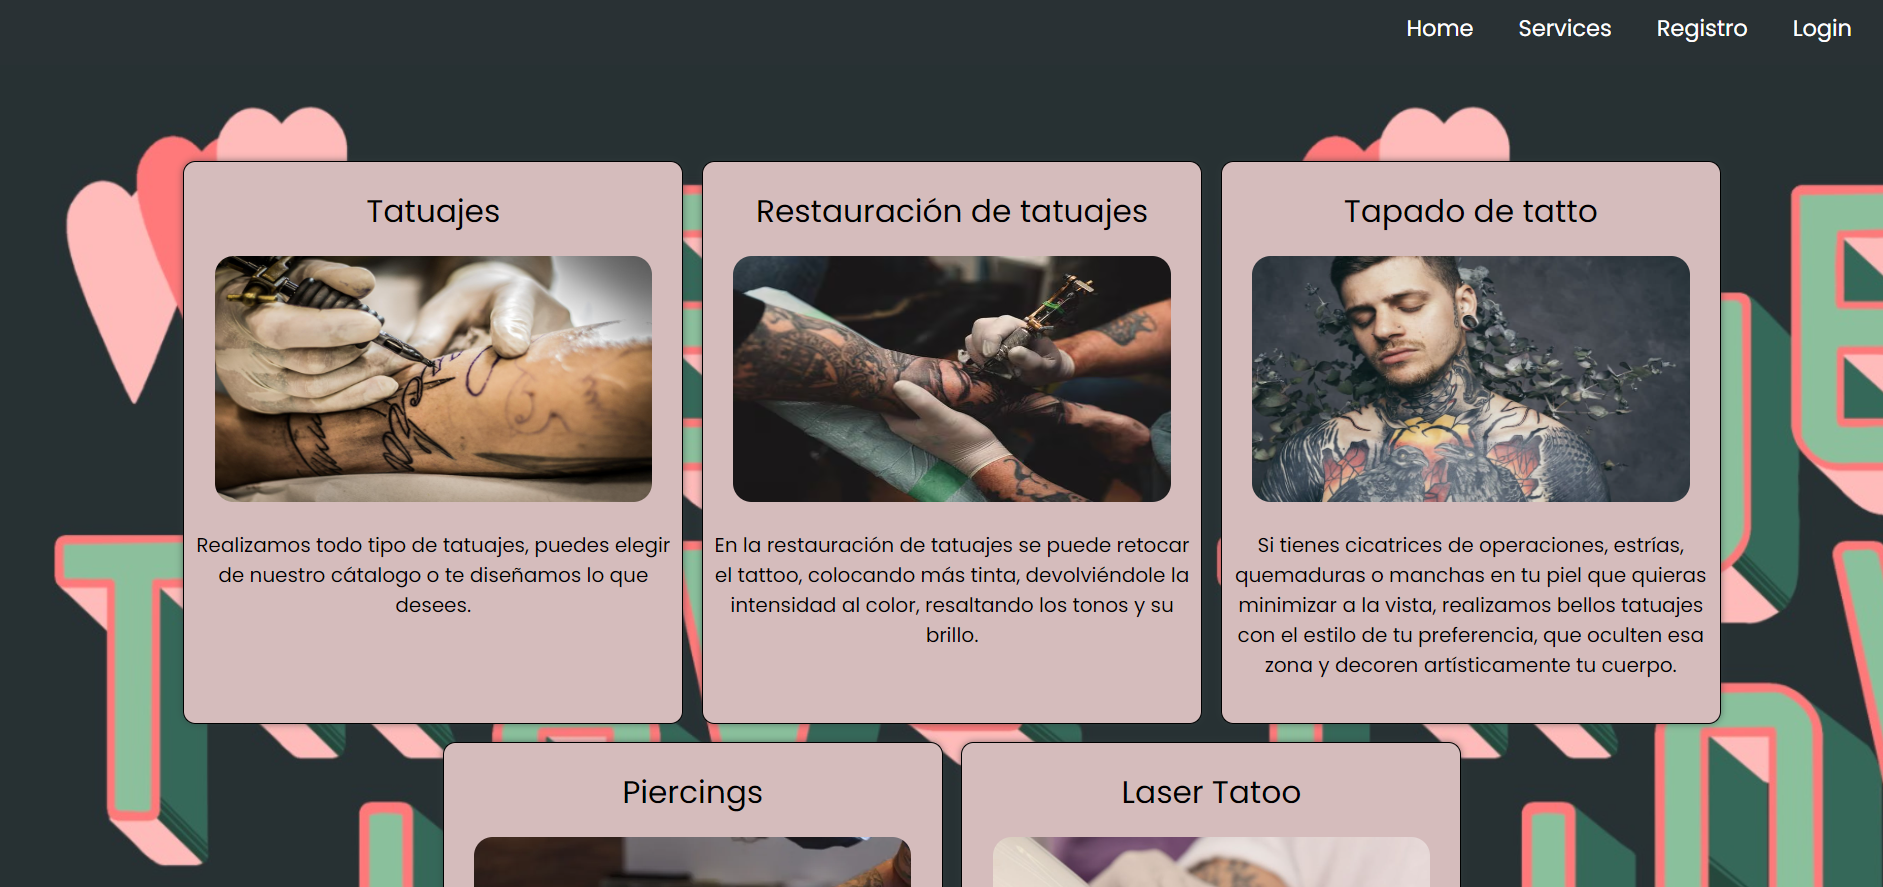 Home Services Registro Login
Tatuajes
Realizamos todo tipo de tatuajes, puedes elegir
de nuestro cátalogo o te diseñamos lo que
desees.
Restauración de tatuajes
En la restauración de tatuajes se puede retocar
el tattoo, colocando más tinta, devolviéndole la
intensidad al color, resaltando los tonos y su
brillo.
Tapado de tatto
Si tienes cicatrices de operaciones, estrías,
quemaduras o manchas en tu piel que quieras
minimizar a la vista, realizamos bellos tatuajes
con el estilo de tu preferencia, que oculten esa
zona y decoren artísticamente tu cuerpo.
Piercings
Laser Tatoo